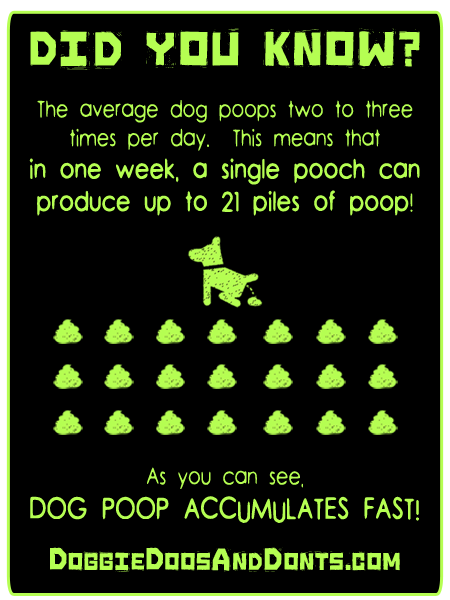 DID YOU KNOW?
The average dog poops two to three
times per day. This means that
in one week, a single pooch can
produce up to 21 piles of poop!
As you can see,
DOG POOP ACCUMULATES FAST!
DOGGIEDOOSANDDONTS.COM